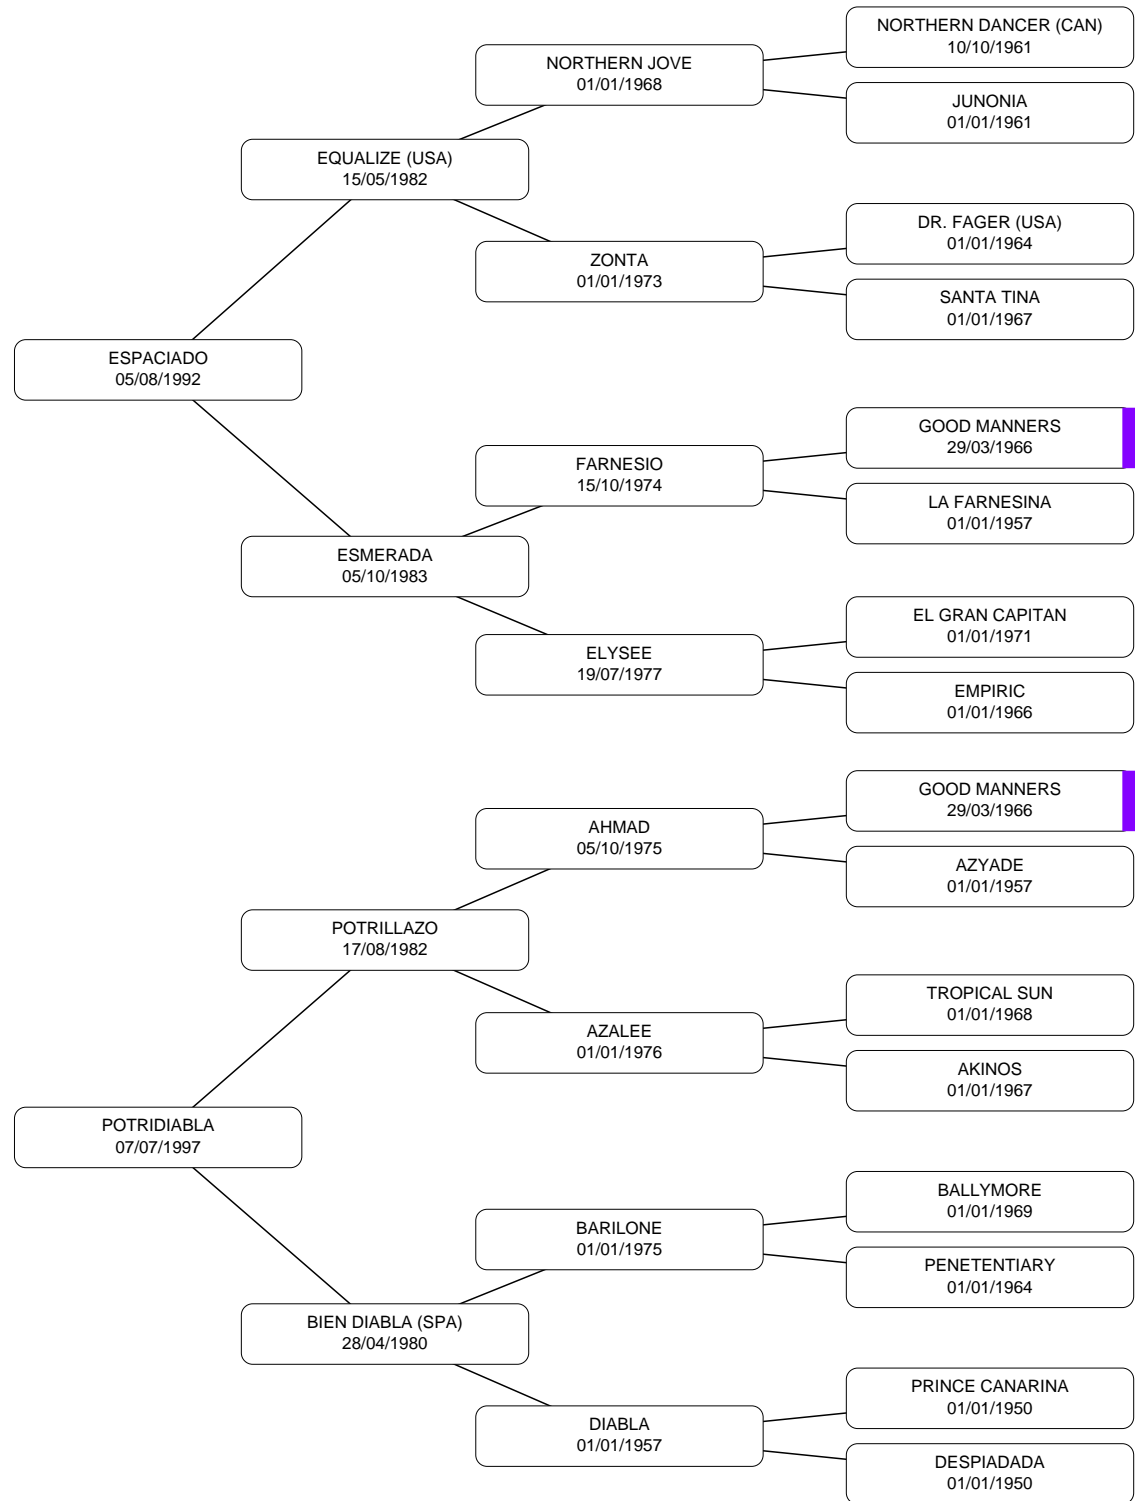 NORTHERN DANCER (CAN)
10/10/1961
NORTHERN JOVE
01/01/1968
JUNONIA
01/01/1961
EQUALIZE (USA)
15/05/1982
DR. FAGER (USA)
01/01/1964
ZONTA
01/01/1973
SANTA TINA
01/01/1967
ESPACIADO
05/08/1992
GOOD MANNERS
29/03/1966
FARNESIO
15/10/1974
LA FARNESINA
01/01/1957
ESMERADA
05/10/1983
EL GRAN CAPITAN
01/01/1971
ELYSEE
19/07/1977
EMPIRIC
01/01/1966
GOOD MANNERS
29/03/1966
AHMAD
05/10/1975
AZYADE
01/01/1957
POTRILLAZO
17/08/1982
TROPICAL SUN
01/01/1968
AZALEE
01/01/1976
AKINOS
01/01/1967
POTRIDIABLA
07/07/1997
BALLYMORE
01/01/1969
BARILONE
01/01/1975
PENETENTIARY
01/01/1964
BIEN DIABLA (SPA)
28/04/1980
PRINCE CANARINA
01/01/1950
DIABLA
01/01/1957
DESPIADADA
01/01/1950